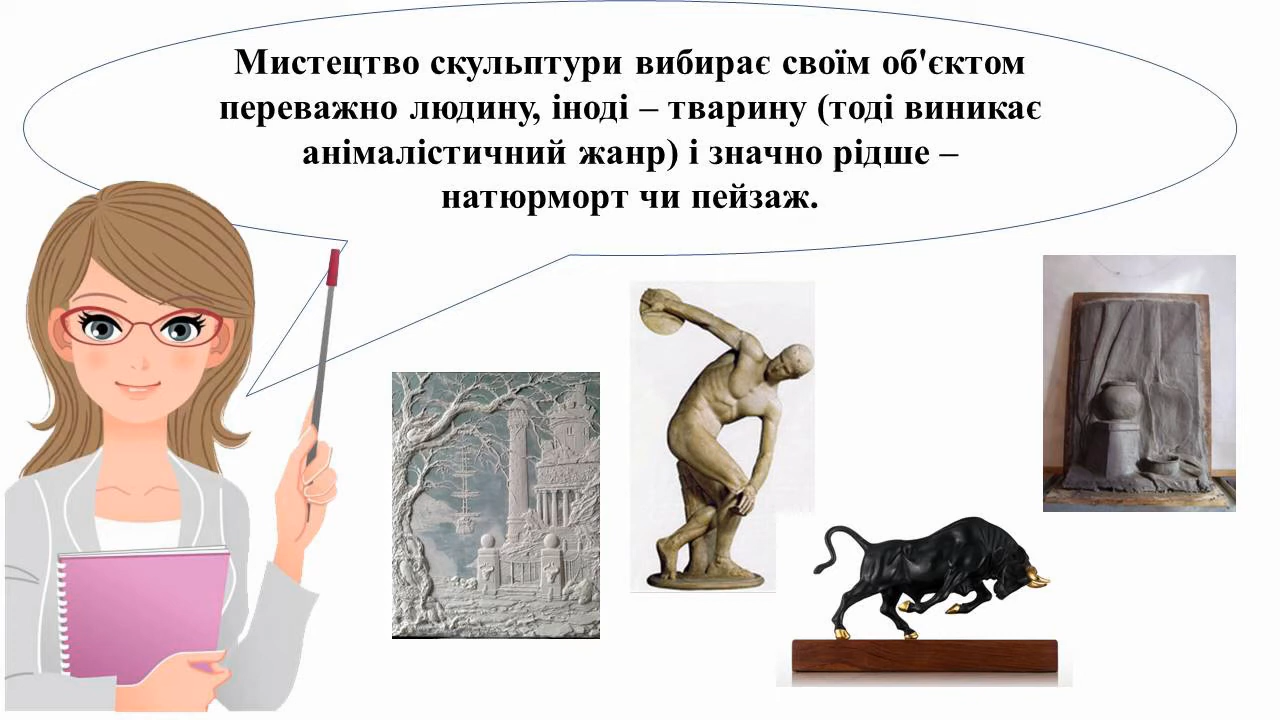 Мистецтво скульптури вибирає своїм об'єктом
переважно людину, іноді – тварину (тоді виникає
анімалістичний жанр) і значно рідше –
натюрморт чи пейзаж.